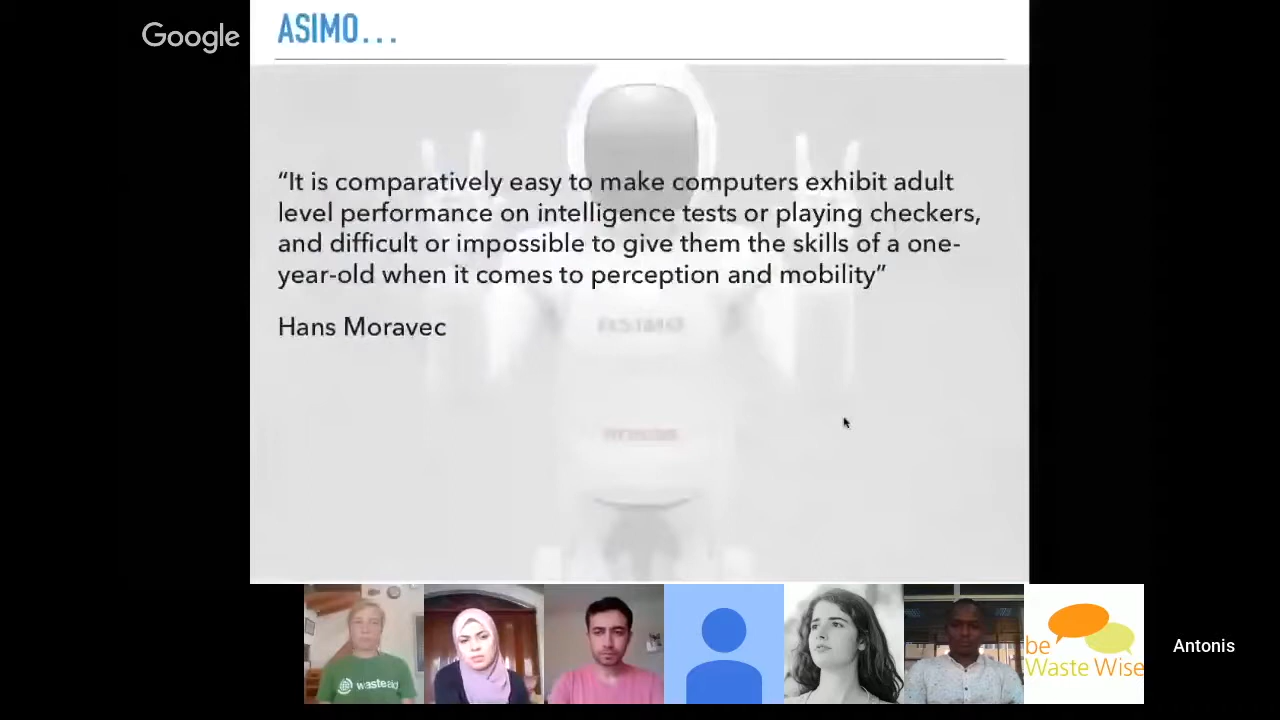 Google
ASIMO...
“It is comparatively easy to make computers exhibit adult
level performance on intelligence tests or playing checkers,
and difficult or impossible to give them the skills of a one-
year-old when it comes to perception and mobility”
Hans Moravec
HONDA
wasteaid
be
Waste Wise
Antonis